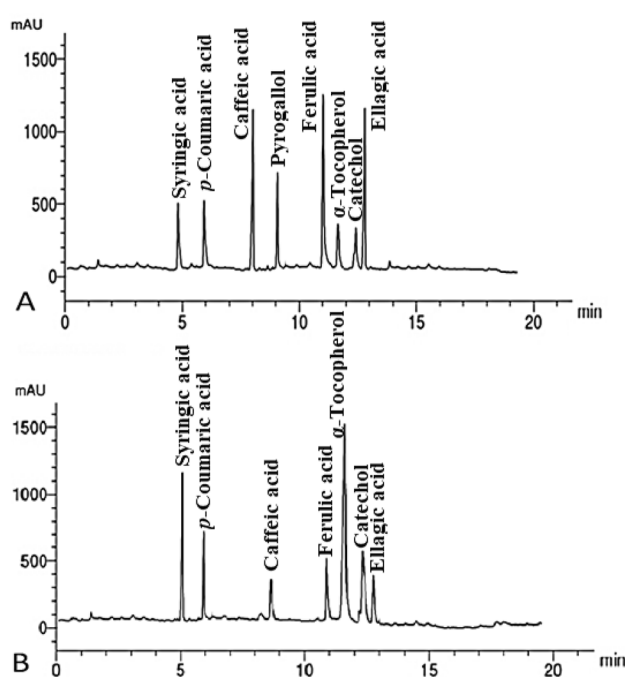 mAU
1500
1000
500
0
Syringic acid
p-Coumaric acid
Caffeic acid
Pyrogallol
Ferulic acid
α-Tocopherol
Catechol
Ellagic acid
A
0 5 10 15 20 min
mAU
1500
1000
500
0
Syringic acid
p-Coumaric acid
Caffeic acid
Ferulic acid
α-Tocopherol
Catechol
Ellagic acid
B
0 5 10 15 20 min